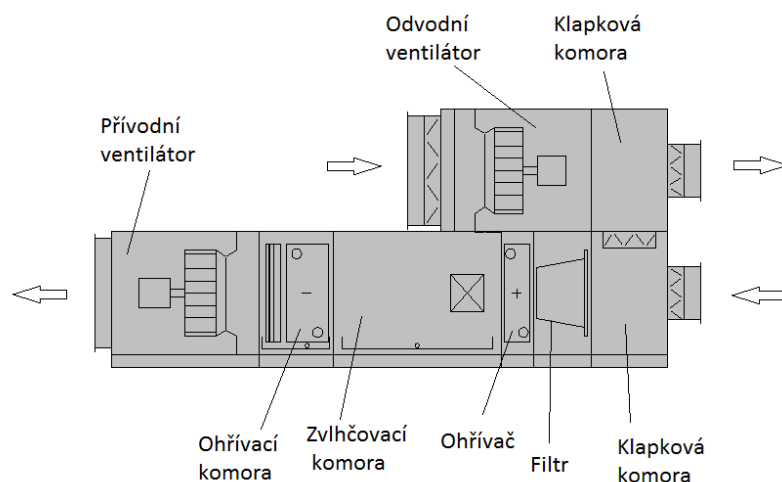 Odvodní
ventilátor
Klapková
komora
Přívodní
ventilátor
−
+
Ohřívací
komora
Zvlhčovací
komora
Ohřívač
Filtr
Klapková
komora